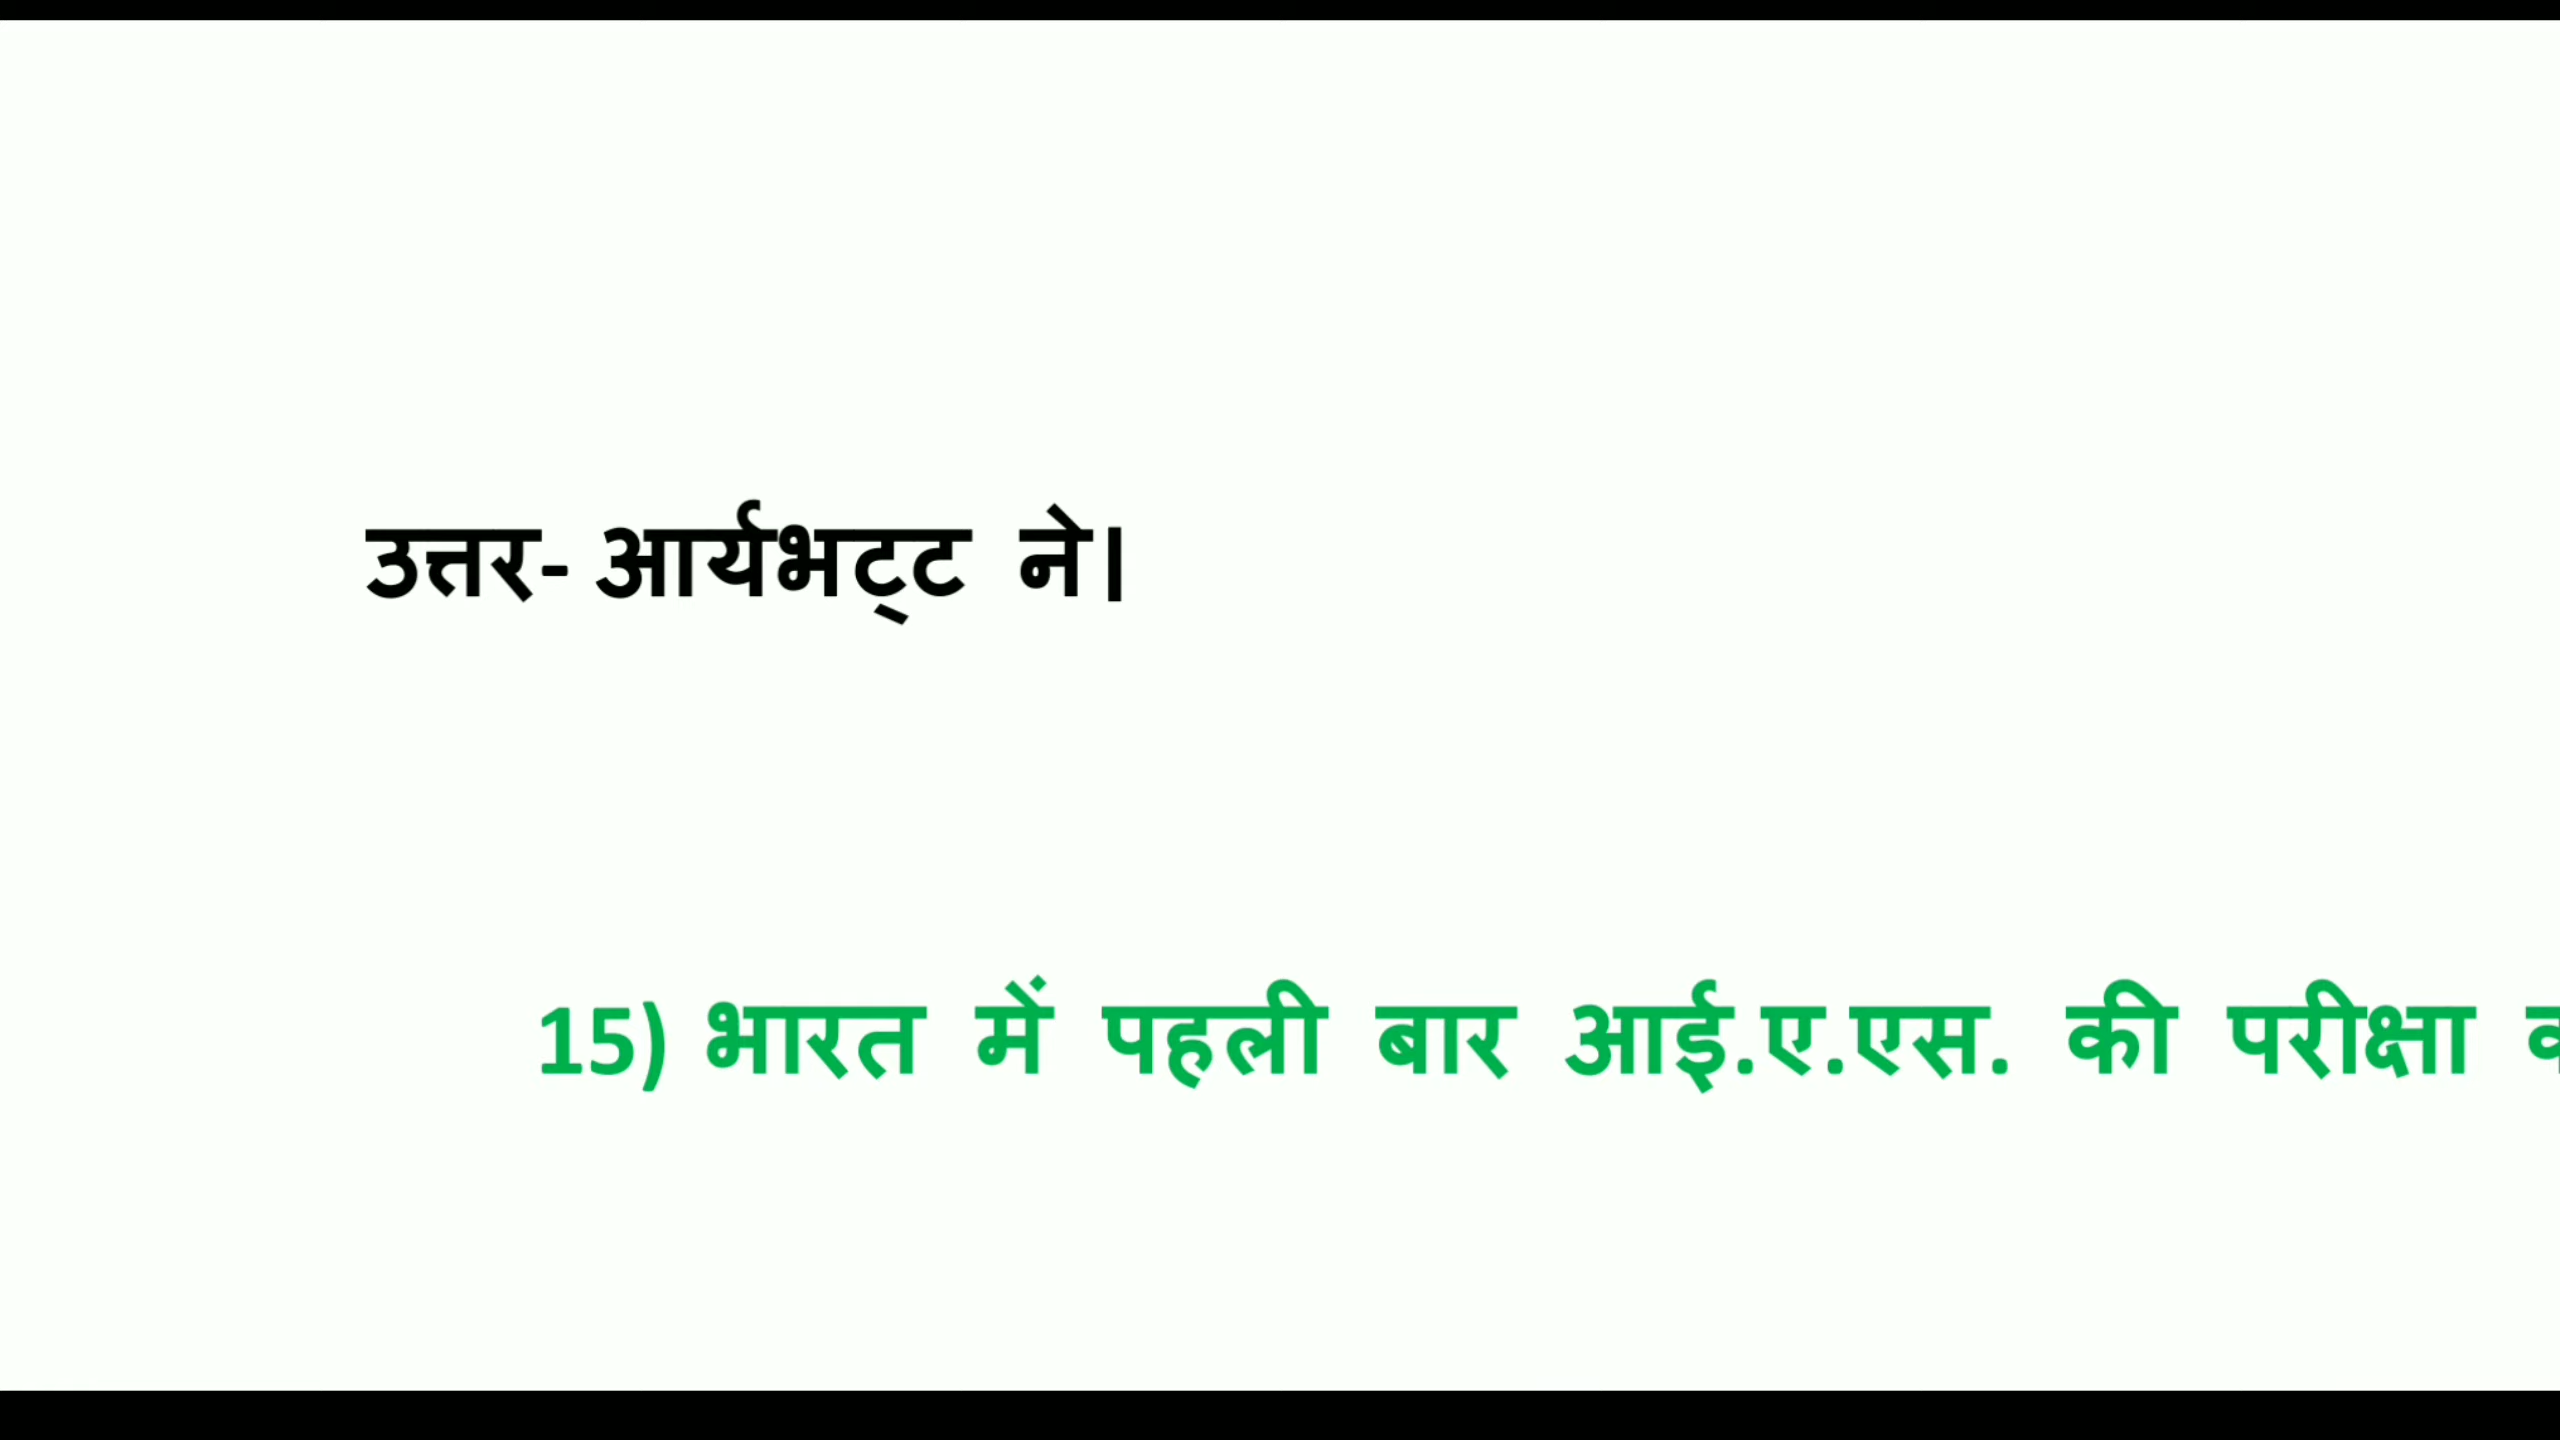 उत्तर- आर्यभट्‌ट ने।
15) भारत में पहली बार आई.ए.एस. की परीक्षा